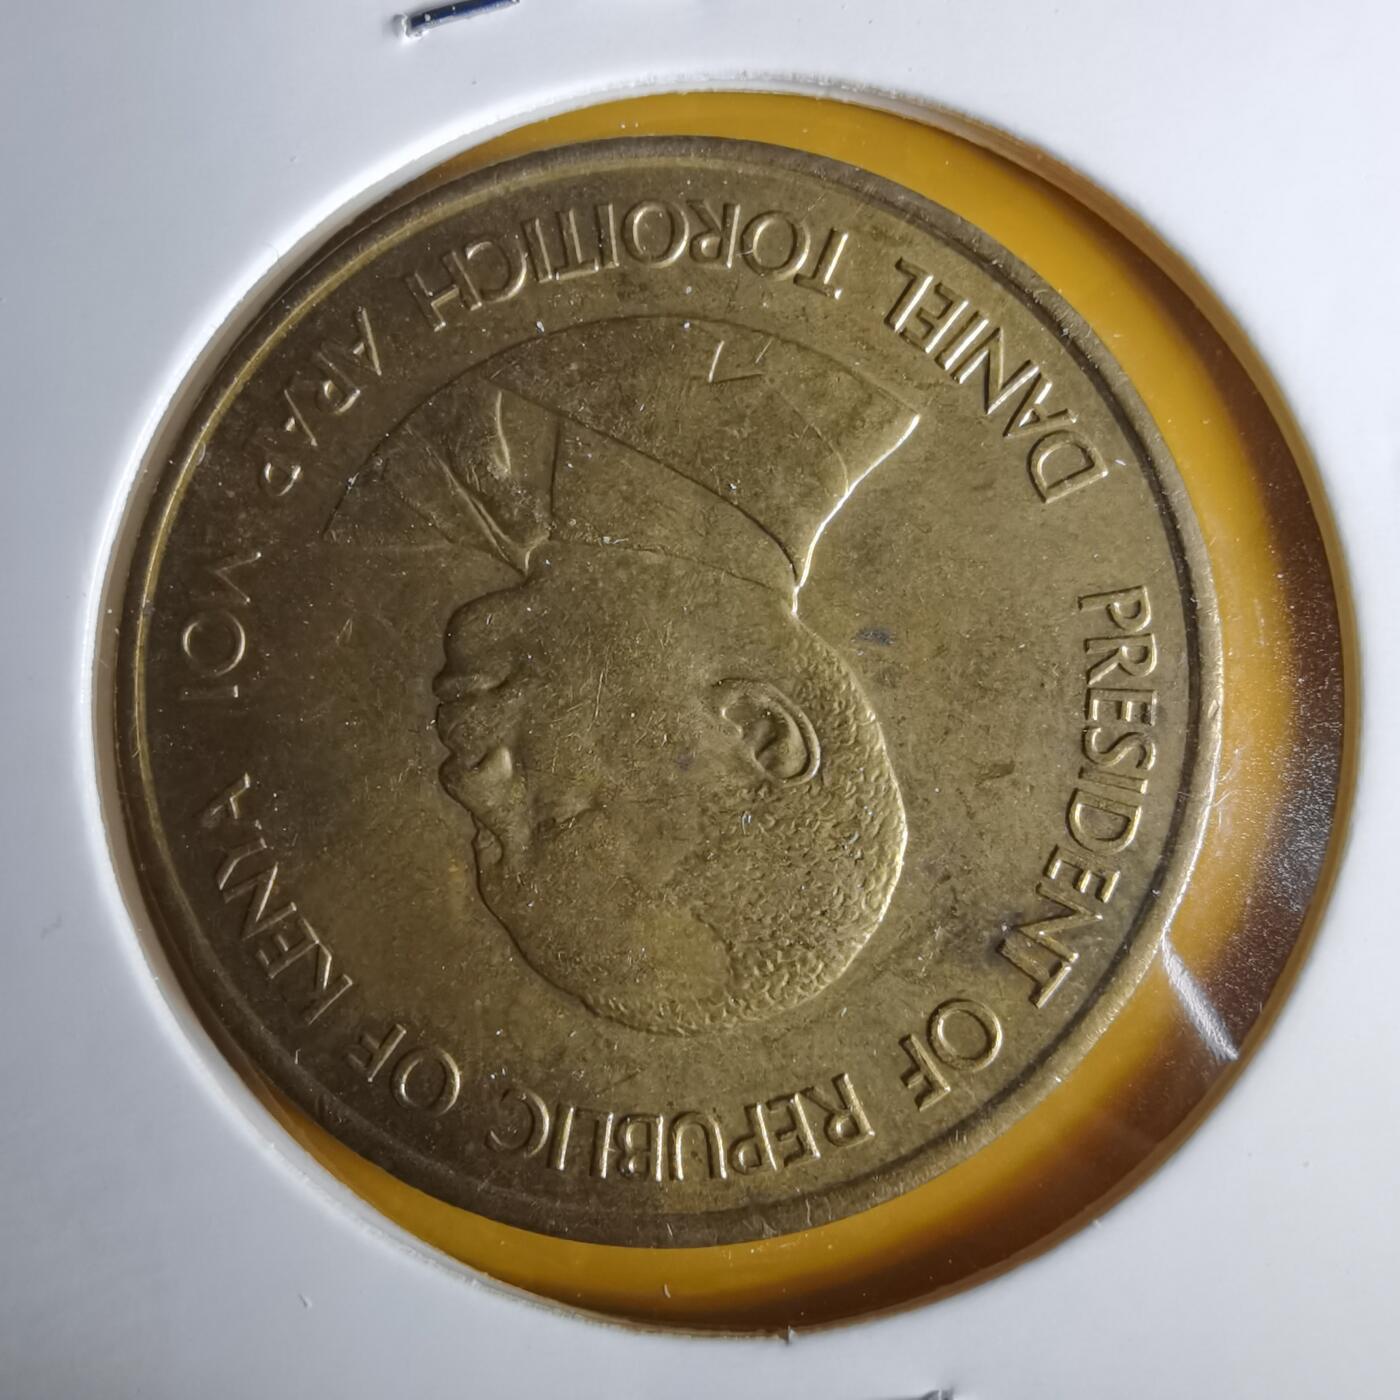 PRESIDENT OF REPUBLIC OF KENYA
DANIEL TOROITICH ARAP MOI